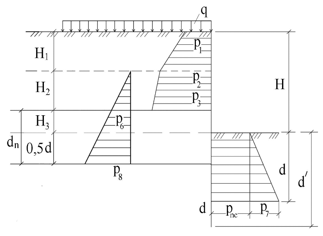 q
H₁
p₁
H₂
p₂
p₃
H
H₃
p₆
dₙ
0,5d
d
d'
p₈
d
pₙc
p₇